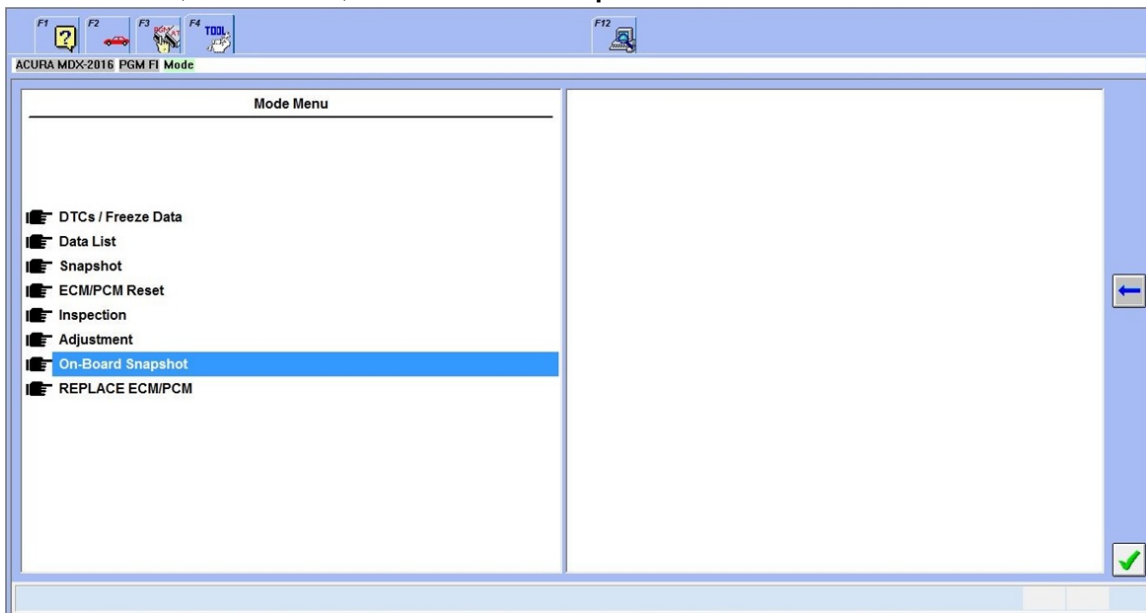 F1 F2 F3 F4 TOOL F12
ACURA MDX-2016 PGM FI Mode
Mode Menu
DTCs / Freeze Data
Data List
Snapshot
ECM/PCM Reset
Inspection
Adjustment
On-Board Snapshot
REPLACE ECM/PCM